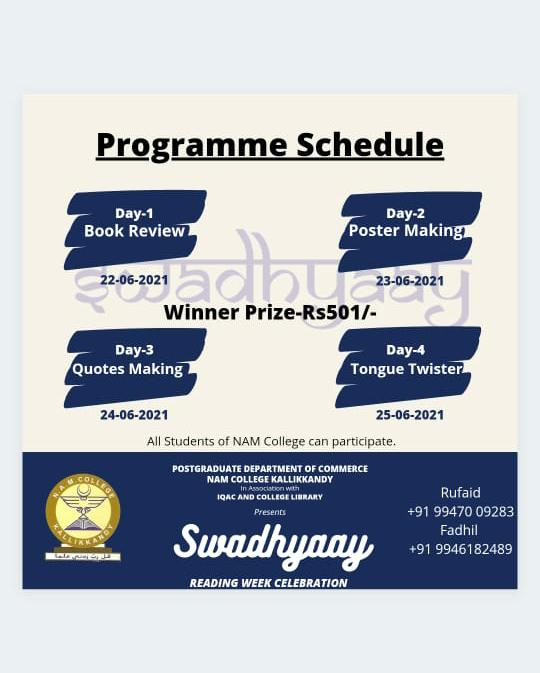 Programme Schedule
Day-1
Book Review
22-06-2021
Day-2
Poster Making
23-06-2021
swadhyaay
Winner Prize-Rs501/-
Day-3
Quotes Making
24-06-2021
Day-4
Tongue Twister
25-06-2021
All Students of NAM College can participate.
N.A.M COLLEGE
KALLIKKANDY
قل رب زدني علما
POSTGRADUATE DEPARTMENT OF COMMERCE
NAM COLLEGE KALLIKKANDY
In Association with
IQAC AND COLLEGE LIBRARY
Presents
Swadhyaay
READING WEEK CELEBRATION
Rufaid
+91 99470 09283
Fadhil
+91 9946182489